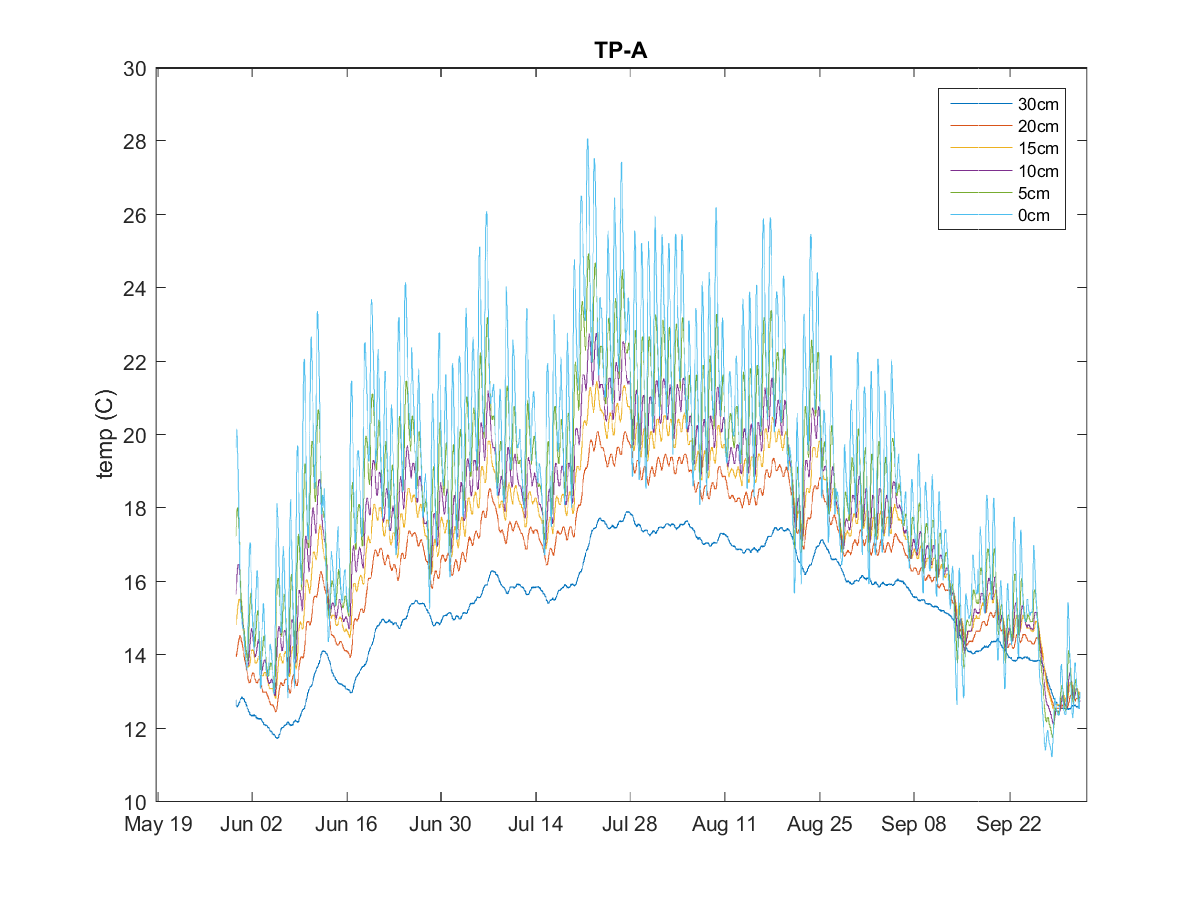 TP-A
30
28
26
24
22
20
18
16
14
12
10
temp (C)
30cm
20cm
15cm
10cm
5cm
0cm
May 19 Jun 02 Jun 16 Jun 30 Jul 14 Jul 28 Aug 11 Aug 25 Sep 08 Sep 22